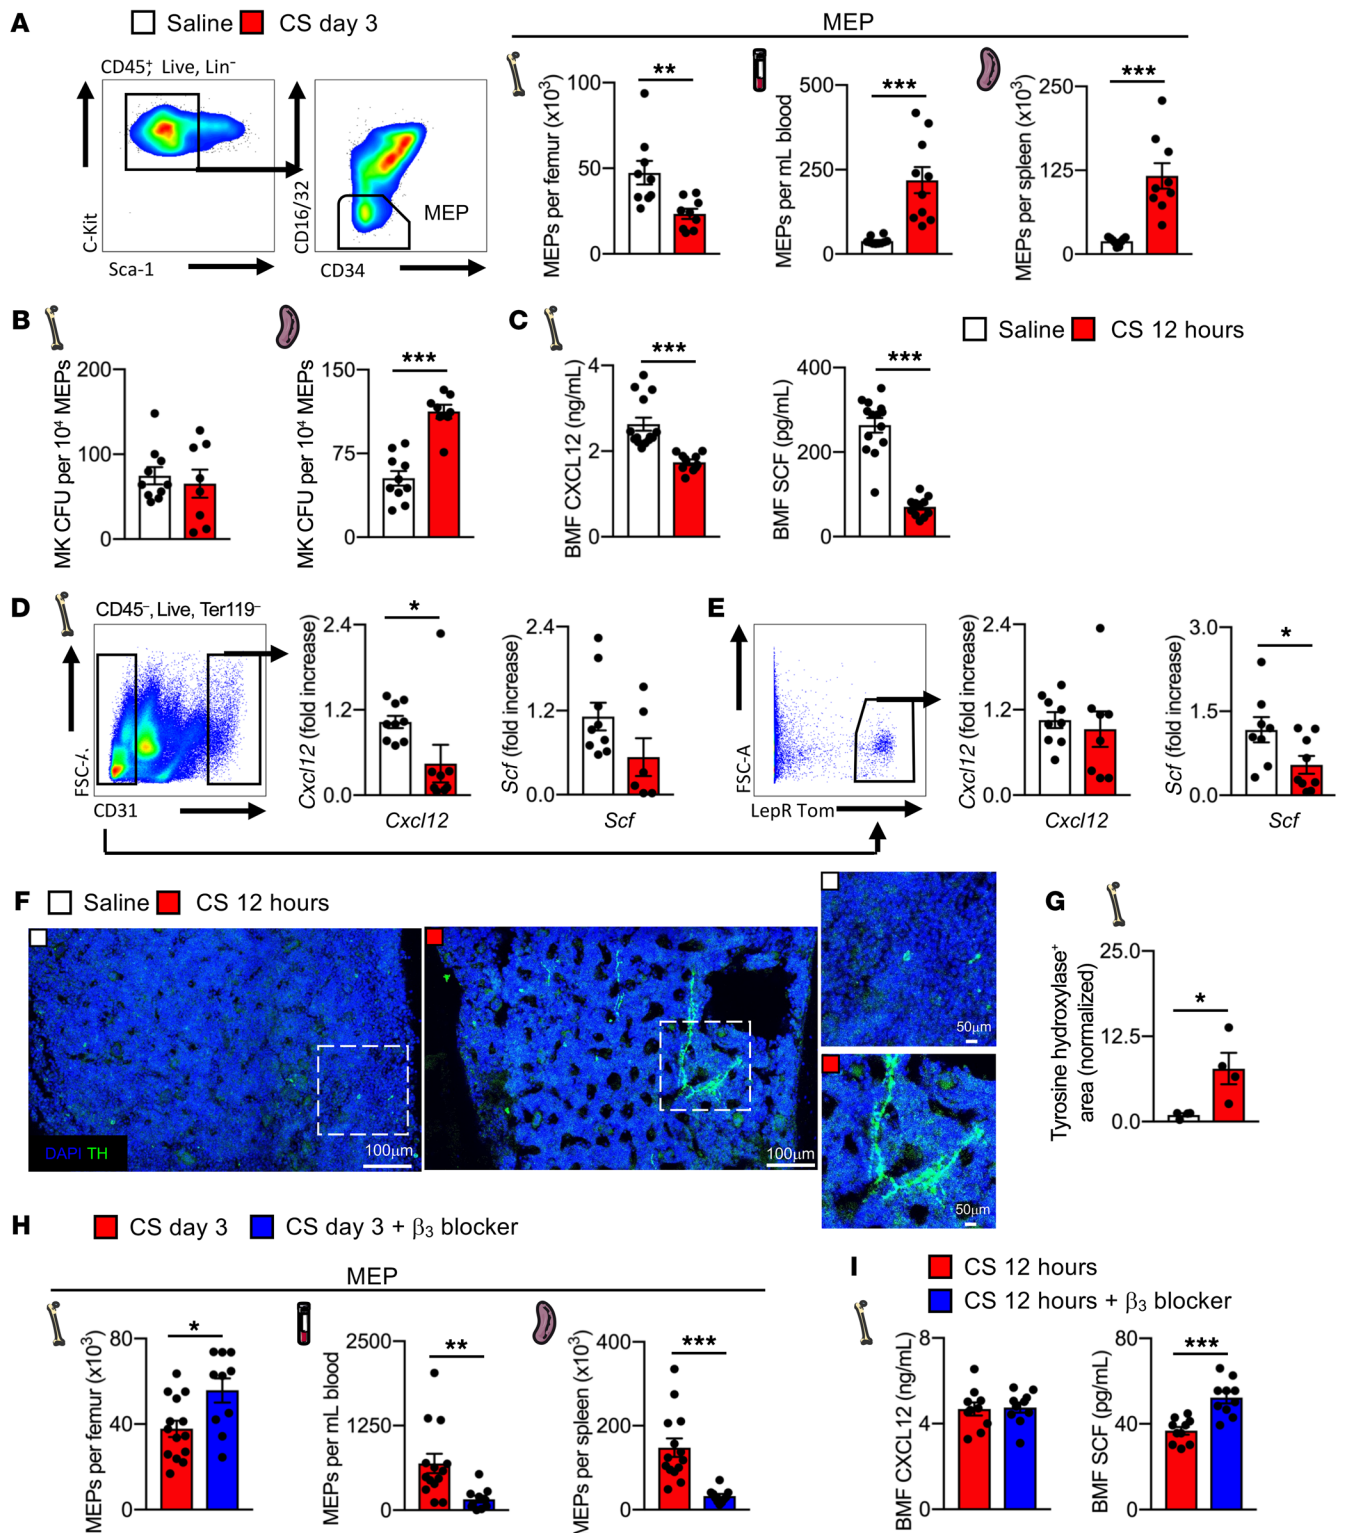 A
Saline
CS day 3
CD45⁺, Live, Lin⁻
C-Kit
Sca-1
CD16/32
CD34
MEP
MEP
MEPs per femur (x10³)
100
50
0
**
MEPs per mL blood
500
250
0
***
MEPs per spleen (x10³)
250
125
0
***
B
MK CFU per 10⁴ MEPs
200
100
0
MK CFU per 10⁴ MEPs
150
75
0
***
C
Saline
CS 12 hours
BMF CXCL12 (ng/mL)
4
2
0
***
BMF SCF (pg/mL)
400
200
0
***
D
CD45⁻, Live, Ter119⁻
FSC-A
CD31
Cxcl12 (fold increase)
2.4
1.2
0.0
*
Cxcl12
Scf (fold increase)
2.4
1.2
0.0
Scf
E
FSC-A
LepR Tom
Cxcl12 (fold increase)
2.4
1.2
0.0
Cxcl12
Scf (fold increase)
3.0
1.5
0.0
*
Scf
F
Saline
CS 12 hours
DAPI TH
100μm
100μm
50μm
50μm
G
Tyrosine hydroxylase⁺
area (normalized)
25.0
12.5
0.0
*
H
CS day 3
CS day 3 + β₃ blocker
MEP
MEPs per femur (x10³)
80
40
0
*
MEPs per mL blood
2500
1250
0
**
MEPs per spleen (x10³)
400
200
0
***
I
CS 12 hours
CS 12 hours + β₃ blocker
BMF CXCL12 (ng/mL)
8
4
0
BMF SCF (pg/mL)
80
40
0
***